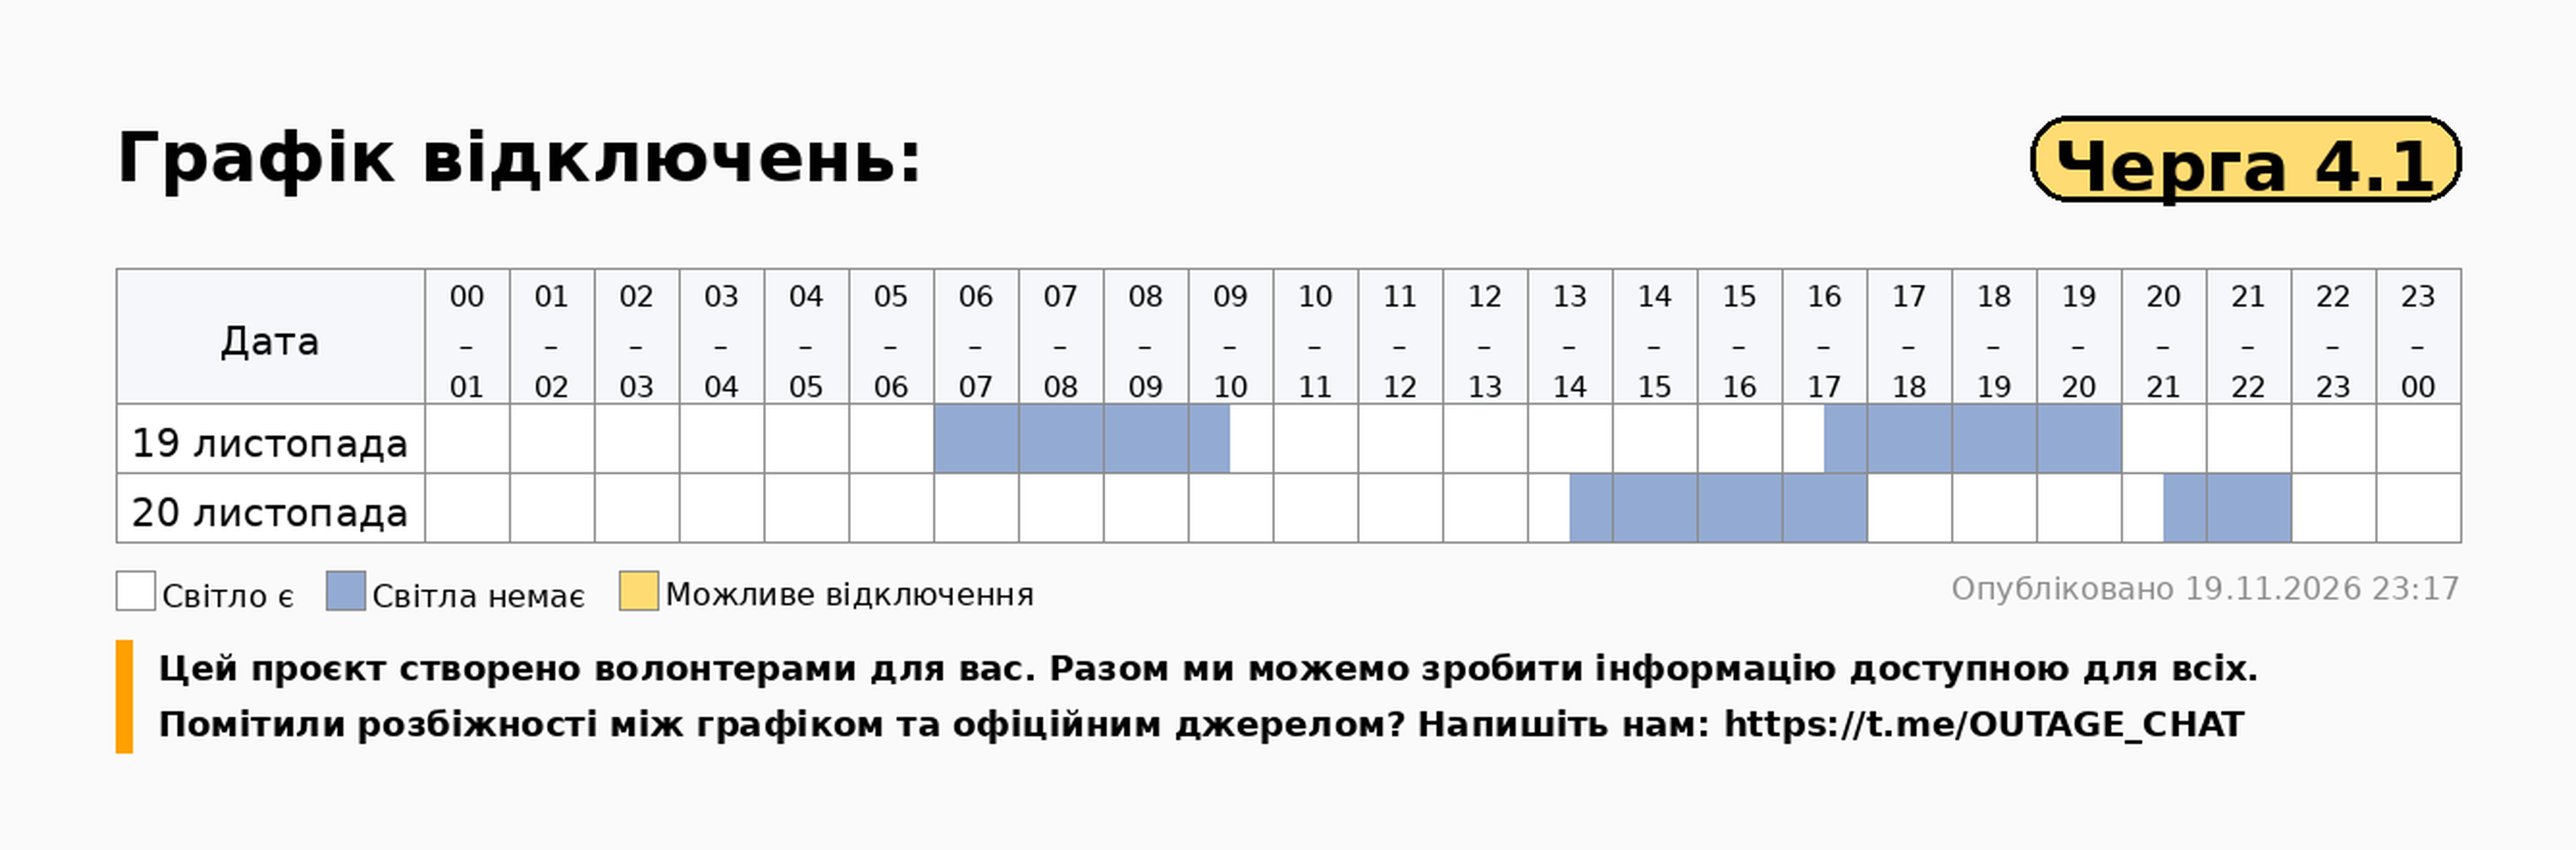 Графік відключень:
Черга 4.1
Дата 00 – 01 01 – 02 02 – 03 03 – 04 04 – 05 05 – 06 06 – 07 07 – 08 08 – 09 09 – 10 10 – 11 11 – 12 12 – 13 13 – 14 14 – 15 15 – 16 16 – 17 17 – 18 18 – 19 19 – 20 20 – 21 21 – 22 22 – 23 23 – 00
19 листопада
20 листопада
Світло є Світла немає Можливе відключення
Опубліковано 19.11.2026 23:17
Цей проєкт створено волонтерами для вас. Разом ми можемо зробити інформацію доступною для всіх.
Помітили розбіжності між графіком та офіційним джерелом? Напишіть нам: https://t.me/OUTAGE_CHAT